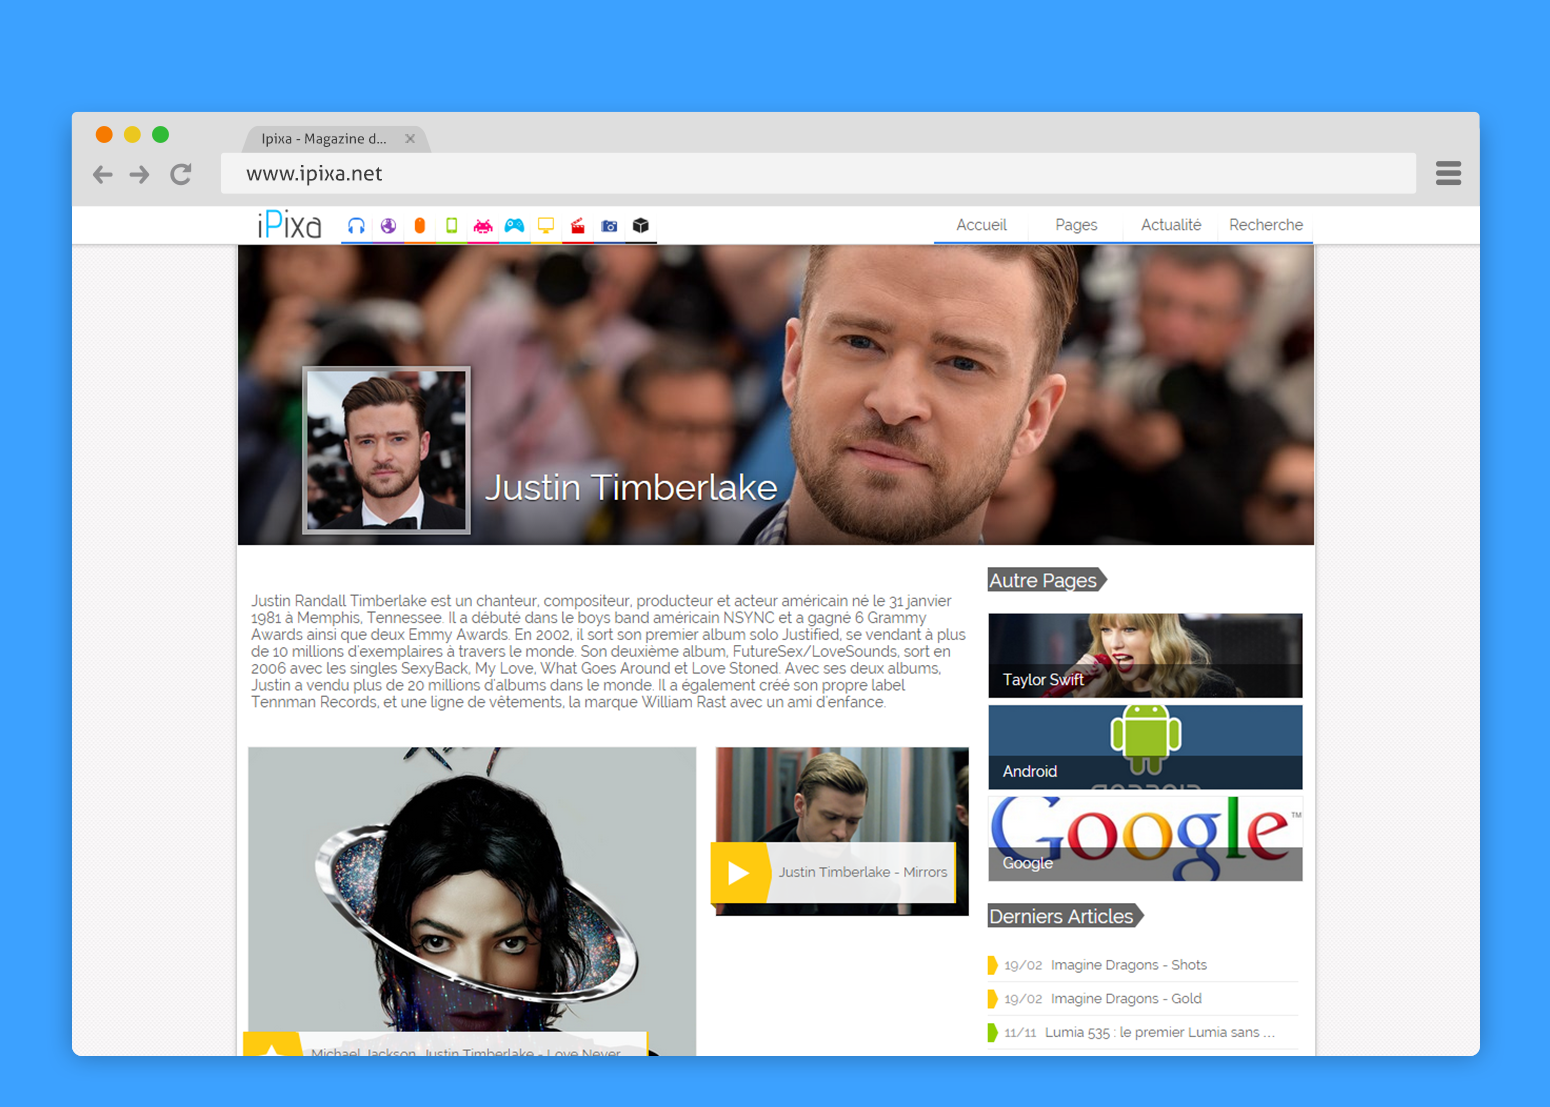 Ipixa - Magazine d...
www.ipixa.net
iPixa
Accueil Pages Actualité Recherche
Justin Timberlake
Justin Randall Timberlake est un chanteur, compositeur, producteur et acteur américain né le 31 janvier
1981 à Memphis, Tennessee. Il a débuté dans le boys band américain NSYNC et a gagné 6 Grammy
Awards ainsi que deux Emmy Awards. En 2002, il sort son premier album solo Justified, se vendant à plus
de 10 millions d'exemplaires à travers le monde. Son deuxième album, FutureSex/LoveSounds, sort en
2006 avec les singles SexyBack, My Love, What Goes Around et Love Stoned. Avec ses deux albums,
Justin a vendu plus de 20 millions d'albums dans le monde. Il a également créé son propre label
Tennman Records, et une ligne de vêtements, la marque William Rast avec un ami d'enfance.
Michael Jackson, Justin Timberlake - Love Never
Justin Timberlake - Mirrors
Autre Pages
Taylor Swift
Android
ANDROID
Google™
Google
Derniers Articles
19/02 Imagine Dragons - Shots
19/02 Imagine Dragons - Gold
11/11 Lumia 535 : le premier Lumia sans ...